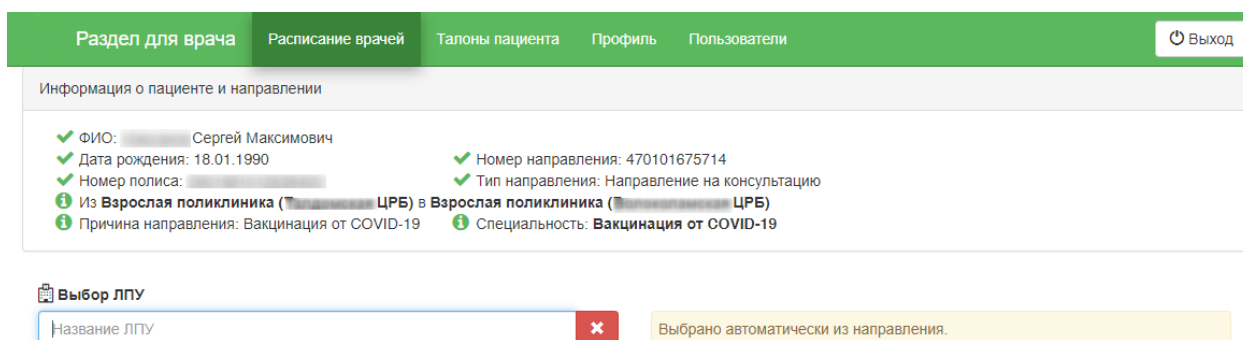 Раздел для врача Расписание врачей Талоны пациента Профиль Пользователи Выход
Информация о пациенте и направлении
ФИО: Сергей Максимович
Дата рождения: 18.01.1990 Номер направления: 470101675714
Номер полиса: Тип направления: Направление на консультацию
Из Взрослая поликлиника ( ЦРБ) в Взрослая поликлиника ( ЦРБ)
Причина направления: Вакцинация от COVID-19 Специальность: Вакцинация от COVID-19
Выбор ЛПУ
Название ЛПУ Выбрано автоматически из направления.